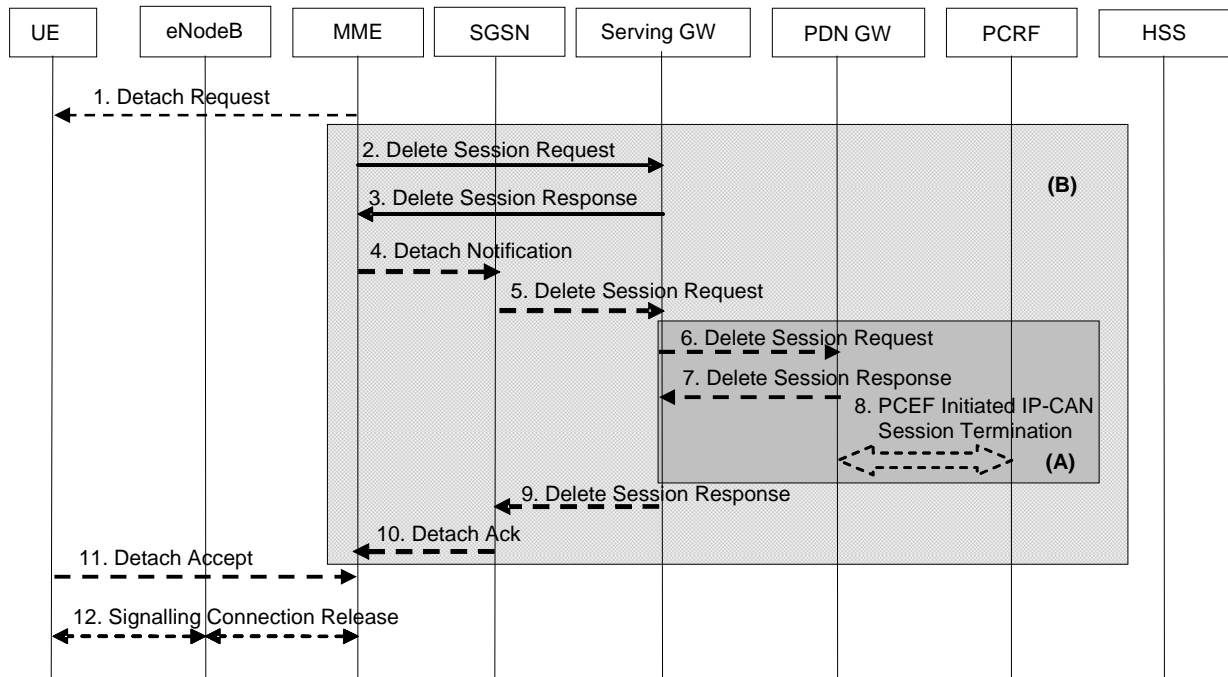 UE
eNodeB
MME
SGSN
Serving GW
PDN GW
PCRF
HSS
1. Detach Request
2. Delete Session Request
(B)
3. Delete Session Response
4. Detach Notification
5. Delete Session Request
6. Delete Session Request
7. Delete Session Response
8. PCEF Initiated IP-CAN
Session Termination
(A)
9. Delete Session Response
10. Detach Ack
11. Detach Accept
12. Signalling Connection Release